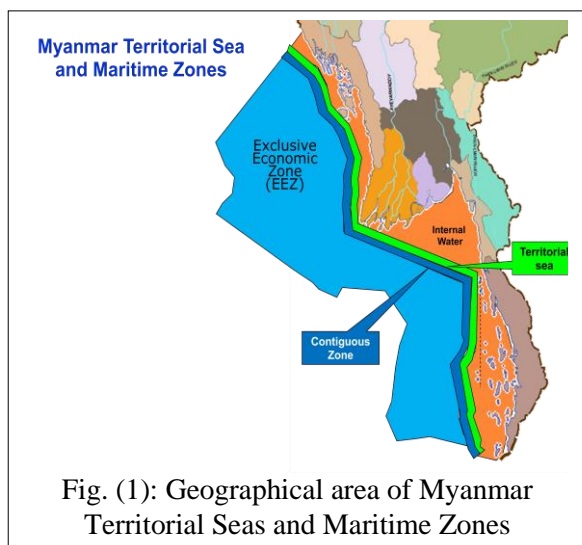 Myanmar Territorial Sea
and Maritime Zones
Exclusive
Economic
Zone
(EEZ)
Internal
Water
Territorial
sea
Contiguous
Zone
Fig. (1): Geographical area of Myanmar
Territorial Seas and Maritime Zones